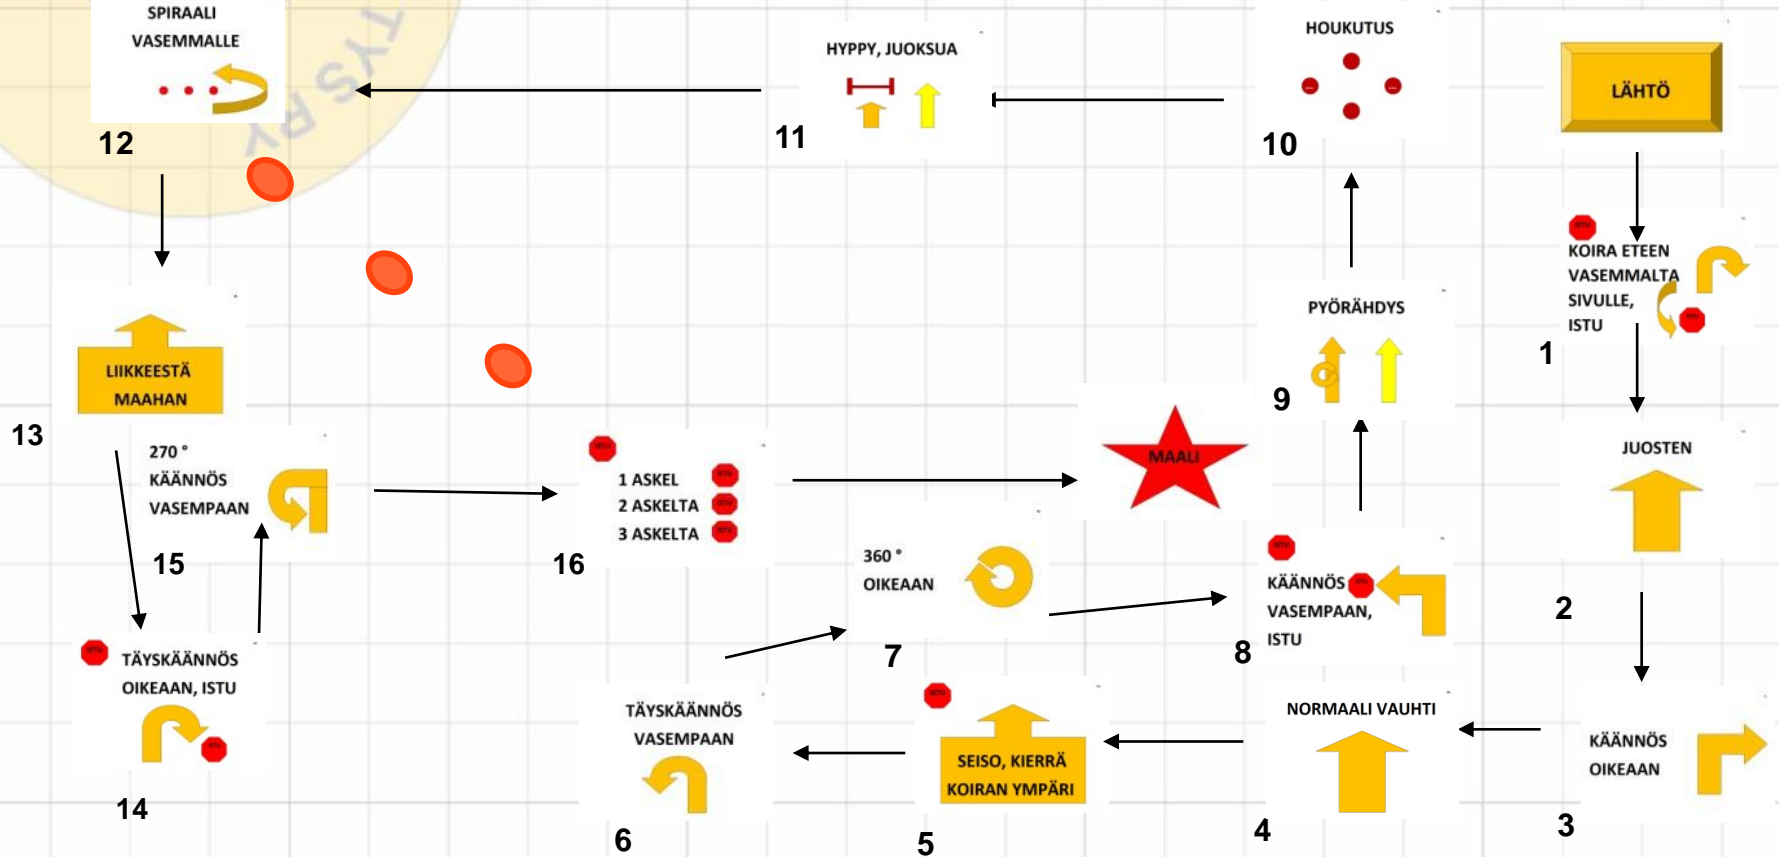 LÄHTÖ
KOIRA ETEEN
VASEMMALTA
SIVULLE,
ISTU
1
JUOSTEN
2
KÄÄNNÖS
OIKEAAN
3
NORMAALI VAUHTI
4
SEISO, KIERRÄ
KOIRAN YMPÄRI
5
TÄYSKÄÄNNÖS
VASEMPAAN
6
360 °
OIKEAAN
7
KÄÄNNÖS
VASEMPAAN,
ISTU
8
PYÖRÄHDYS
9
HOUKUTUS
10
HYPPY, JUOKSUA
11
SPIRAALI
VASEMMALLE
12
LIIKKEESTÄ
MAAHAN
13
TÄYSKÄÄNNÖS
OIKEAAN, ISTU
14
270 °
KÄÄNNÖS
VASEMPAAN
15
1 ASKEL
2 ASKELTA
3 ASKELTA
16
MAALI
TYS PY